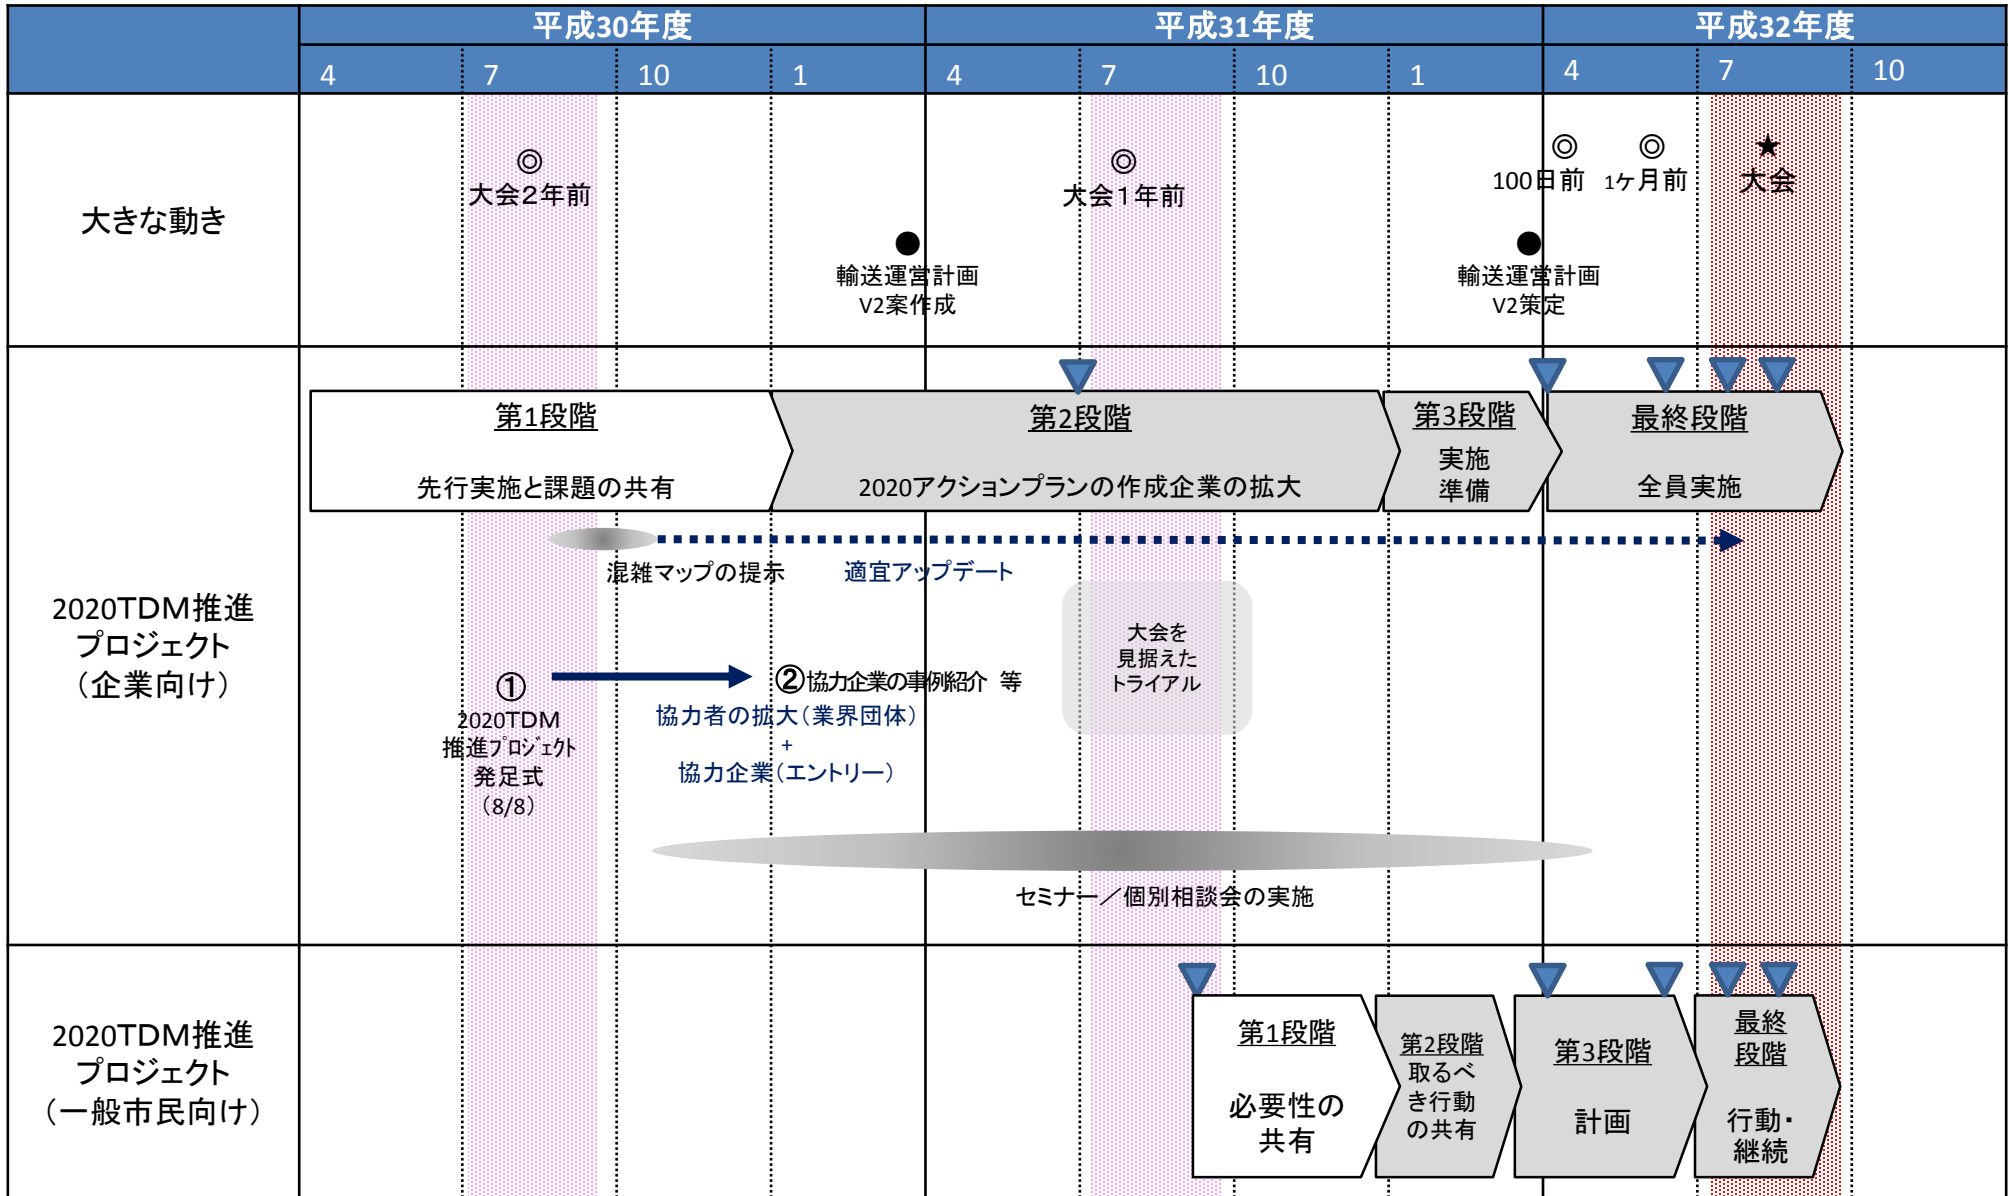 平成30年度
平成31年度
平成32年度
4
7
10
1
4
7
10
1
4
7
10
大きな動き
◎
大会２年前
◎
大会１年前
◎
100日前
◎
1ヶ月前
★
大会
●
輸送運営計画
V2案作成
●
輸送運営計画
V2策定
2020TDM推進
プロジェクト
（企業向け）
第1段階
先行実施と課題の共有
第2段階
2020アクションプランの作成企業の拡大
第3段階
実施
準備
最終段階
全員実施
混雑マップの提示
適宜アップデート
①
2020TDM
推進ﾌﾟﾛｼﾞｪｸﾄ
発足式
（8/8）
②協力企業の事例紹介 等
協力者の拡大（業界団体）
+
協力企業（エントリー）
大会を
見据えた
トライアル
セミナー／個別相談会の実施
2020TDM推進
プロジェクト
（一般市民向け）
第1段階
必要性の
共有
第2段階
取るべ
き行動
の共有
第3段階
計画
最終
段階
行動・
継続